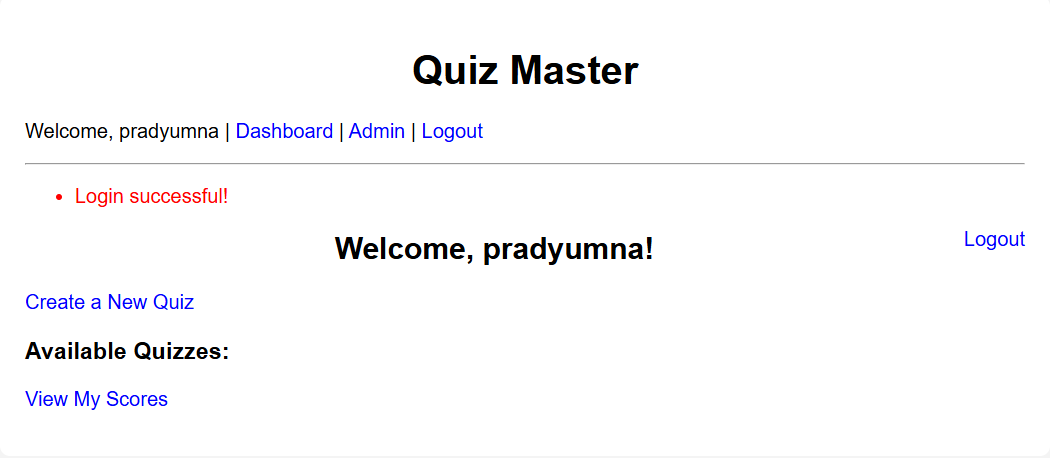 Quiz Master
Welcome, pradyumna | Dashboard | Admin | Logout
• Login successful!
Logout
Welcome, pradyumna!
Create a New Quiz
Available Quizzes:
View My Scores